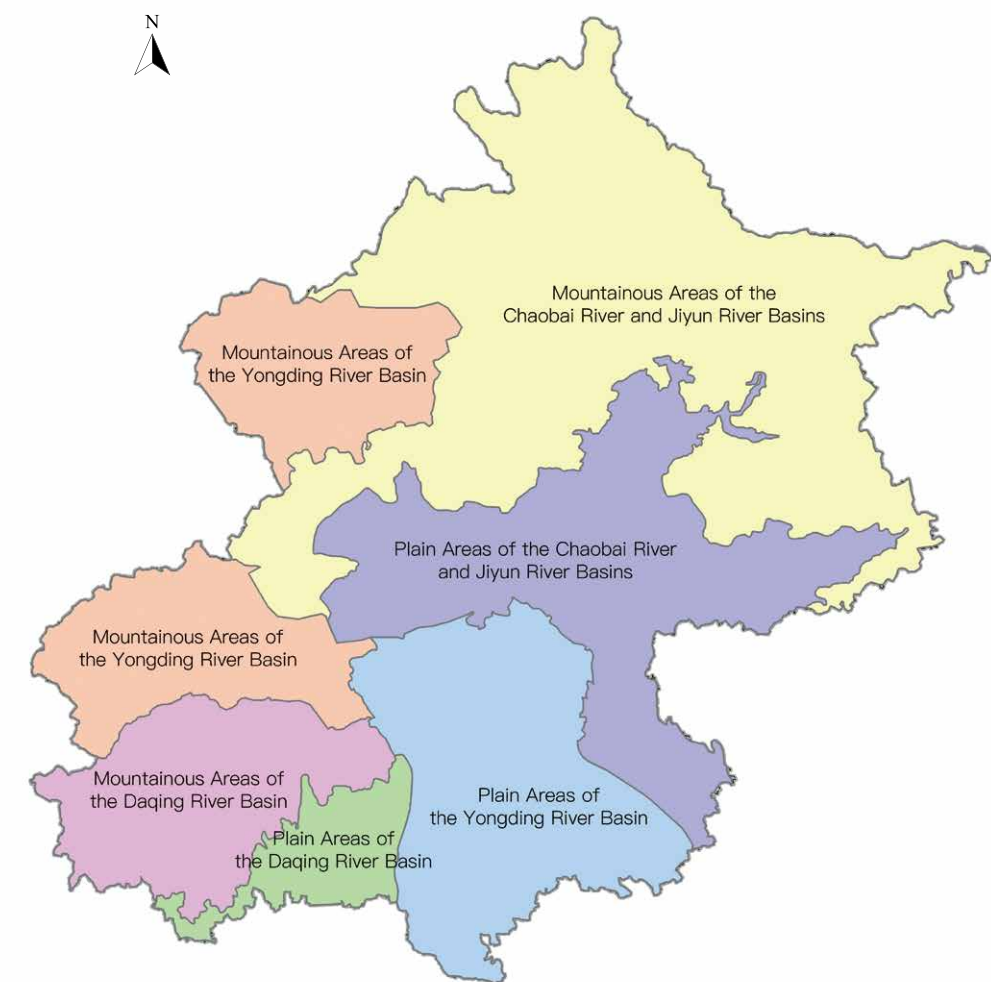 N
Mountainous Areas of the
Chaobai River and Jiyun River Basins
Mountainous Areas of
the Yongding River Basin
Plain Areas of the Chaobai River
and Jiyun River Basins
Mountainous Areas of
the Yongding River Basin
Mountainous Areas of
the Daqing River Basin
Plain Areas of
the Yongding River Basin
Plain Areas of
the Daqing River Basin